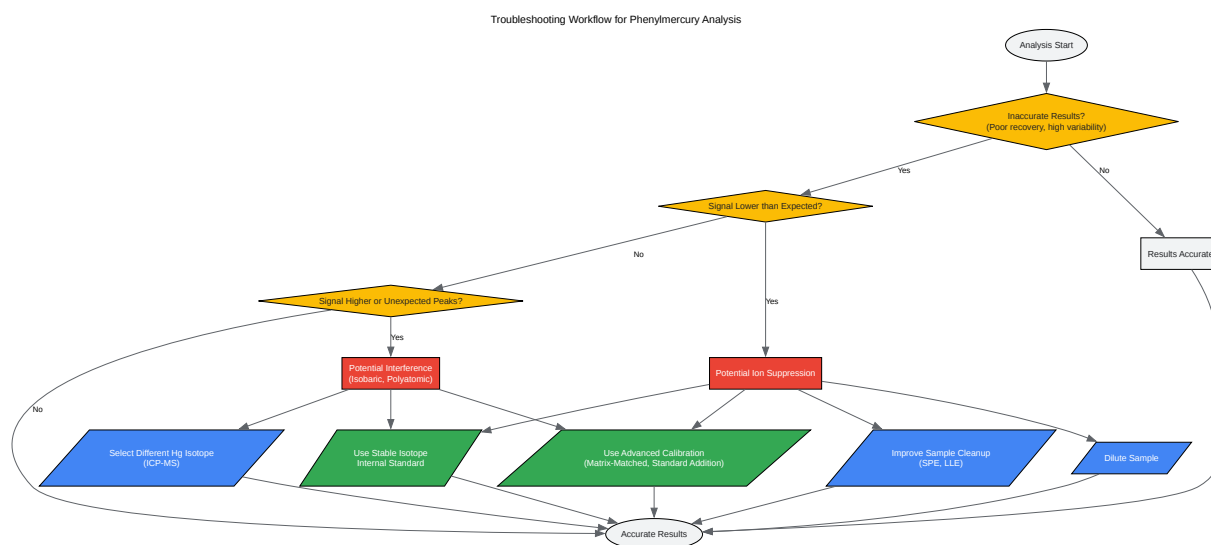 Troubleshooting Workflow for Phenylmercury Analysis
Analysis Start
Inaccurate Results?
(Poor recovery, high variability)
Yes
No
Signal Lower than Expected?
Results Accurate
No
Yes
Signal Higher or Unexpected Peaks?
Yes
No
Potential Interference
(Isobaric, Polyatomic)
Potential Ion Suppression
Select Different Hg Isotope
(ICP-MS)
Use Stable Isotope
Internal Standard
Use Advanced Calibration
(Matrix-Matched, Standard Addition)
Improve Sample Cleanup
(SPE, LLE)
Dilute Sample
Accurate Results